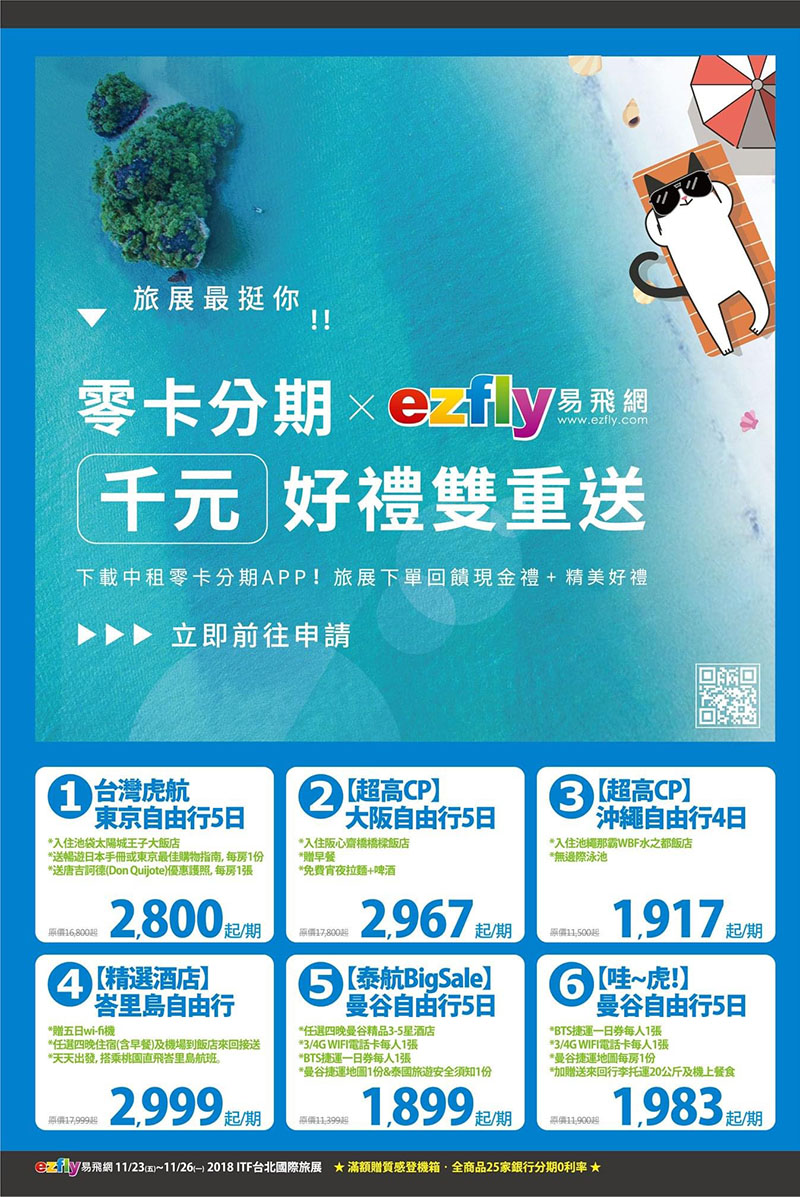 旅展最挺你!!
零卡分期×ezfly易飛網
www.ezfly.com
千元 好禮雙重送
下載中租零卡分期APP！旅展下單回饋現金禮+精美好禮
▶▶▶ 立即前往申請
1 台灣虎航
東京自由行5日
*入住池袋太陽城王子大飯店
*送暢遊日本手冊或東京最佳購物指南, 每房1份
*送唐吉訶德(Don Quijote)優惠護照, 每房1張
原價16,800起 2,800起/期
2【超高CP】
大阪自由行5日
*入住阪心齋橋橋樑飯店
*贈早餐
*免費宵夜拉麵+啤酒
原價17,800起 2,967起/期
3【超高CP】
沖繩自由行4日
*入住池繩那霸WBF水之都飯店
*無邊際泳池
原價11,500起 1,917起/期
4【精選酒店】
峇里島自由行
*贈五日wi-fi機
*任選四晚住宿(含早餐)及機場到飯店來回接送
*天天出發, 搭乘桃園直飛峇里島航班。
原價17,999起 2,999起/期
5【泰航BigSale】
曼谷自由行5日
*任選四晚曼谷精品3-5星酒店
*3/4G WIFI電話卡每人1張
*BTS捷運一日券每人1張
*曼谷捷運地圖1份&泰國旅遊安全須知1份
原價11,399起 1,899起/期
6【哇~虎!】
曼谷自由行5日
*BTS捷運一日券每人1張
*3/4G WIFI電話卡每人1張
*曼谷捷運地圖每房1份
*加贈送來回行李托運20公斤及機上餐食
原價11,900起 1,983起/期
ezfly易飛網 11/23(五)~11/26(一) 2018 ITF台北國際旅展 ★ 滿額贈質感登機箱．全商品25家銀行分期0利率 ★